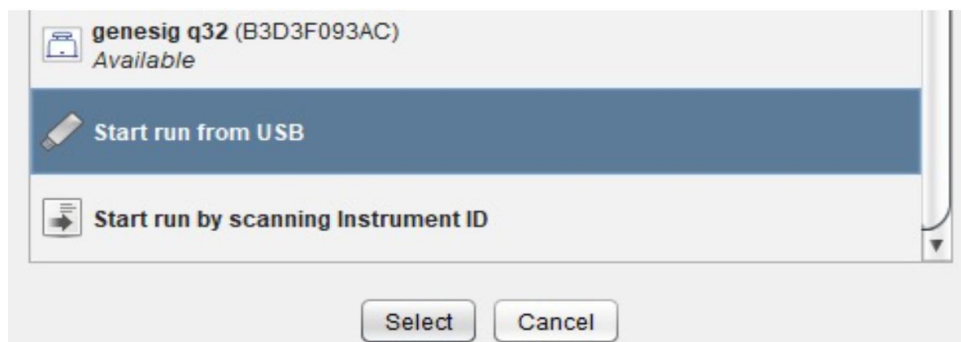 genesig q32 (B3D3F093AC)
Available
Start run from USB
Start run by scanning Instrument ID
Select Cancel